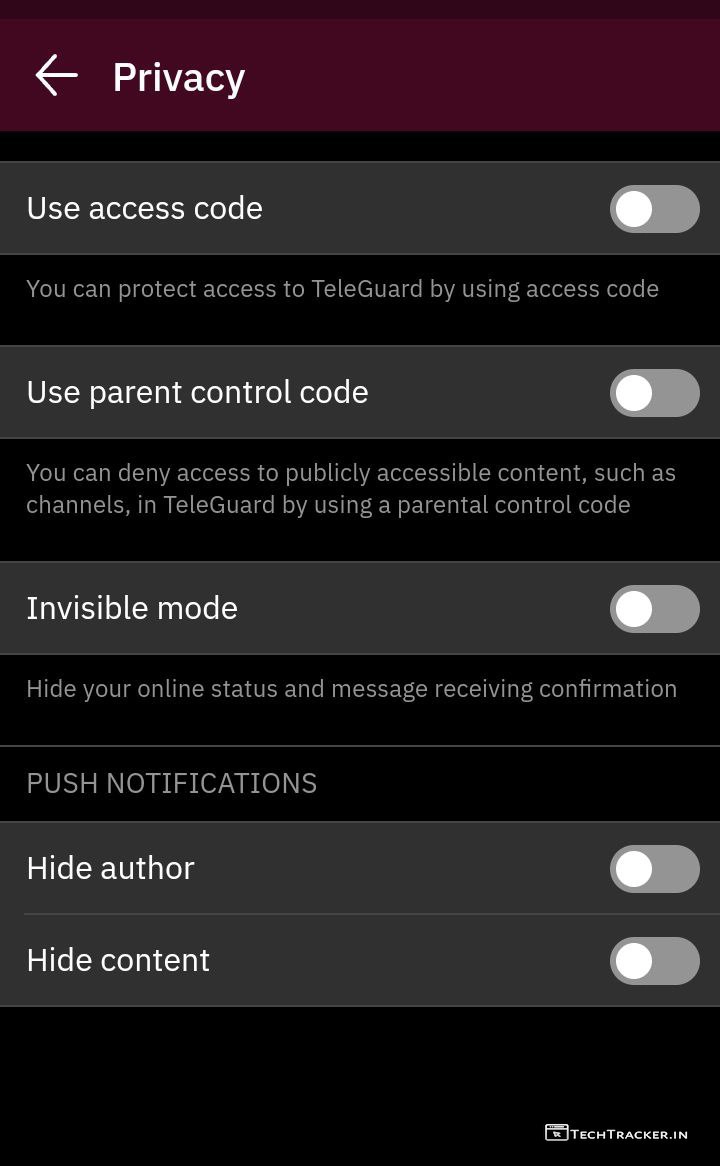 Privacy
Use access code
You can protect access to TeleGuard by using access code
Use parent control code
You can deny access to publicly accessible content, such as
channels, in TeleGuard by using a parental control code
Invisible mode
Hide your online status and message receiving confirmation
PUSH NOTIFICATIONS
Hide author
Hide content
TECHTRACKER.IN